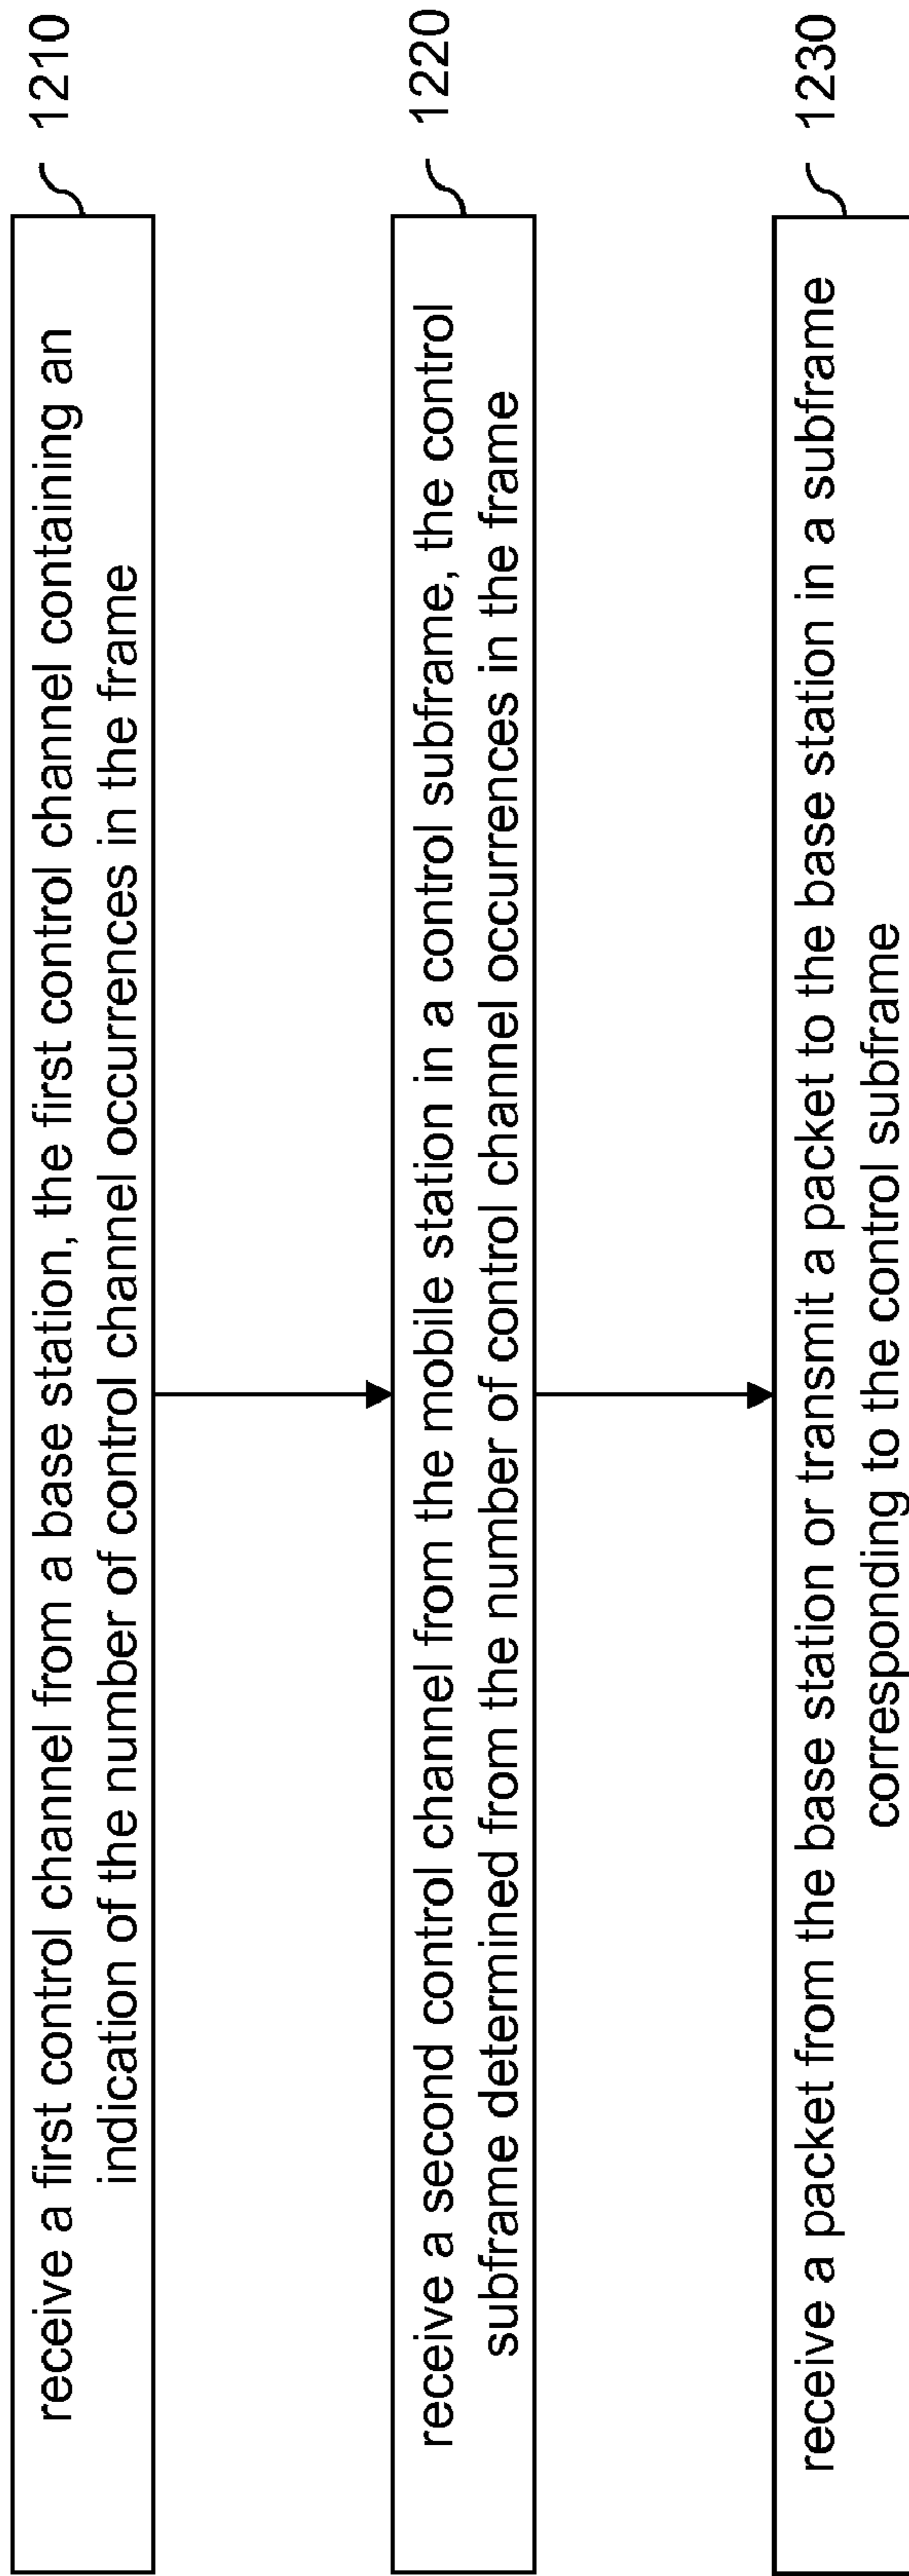 receive a first control channel from a base station, the first control channel containing an
indication of the number of control channel occurrences in the frame
1210
receive a second control channel from the mobile station in a control subframe, the control
subframe determined from the number of control channel occurrences in the frame
1220
receive a packet from the base station or transmit a packet to the base station in a subframe
corresponding to the control subframe
1230